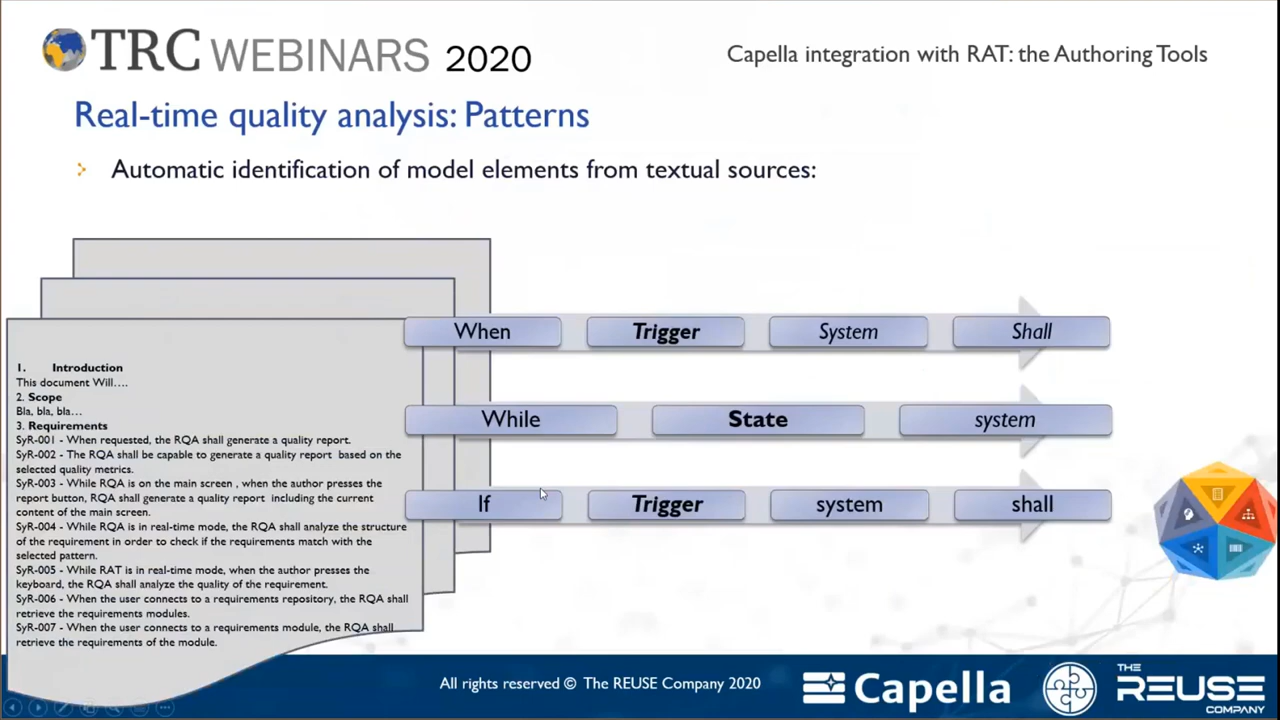 TRC WEBINARS 2020
Capella integration with RAT: the Authoring Tools
Real-time quality analysis: Patterns
Automatic identification of model elements from textual sources:
When Trigger System Shall
While State system
If Trigger system shall
1. Introduction
This document Will....
2. Scope
Bla, bla, bla...
3. Requirements
SyR-001 - When requested, the RQA shall generate a quality report.
SyR-002 - The RQA shall be capable to generate a quality report based on the
selected quality metrics.
SyR-003 - While RQA is on the main screen , when the author presses the
report button, RQA shall generate a quality report including the current
content of the main screen.
SyR-004 - While RQA is in real-time mode, the RQA shall analyze the structure
of the requirement in order to check if the requirements match with the
selected pattern.
SyR-005 - While RAT is in real-time mode, when the author presses the
keyboard, the RQA shall analyze the quality of the requirement.
SyR-006 - When the user connects to a requirements repository, the RQA shall
retrieve the requirements modules.
SyR-007 - When the user connects to a requirements module, the RQA shall
retrieve the requirements of the module.
All rights reserved © The REUSE Company 2020
Capella
THE
REUSE
COMPANY